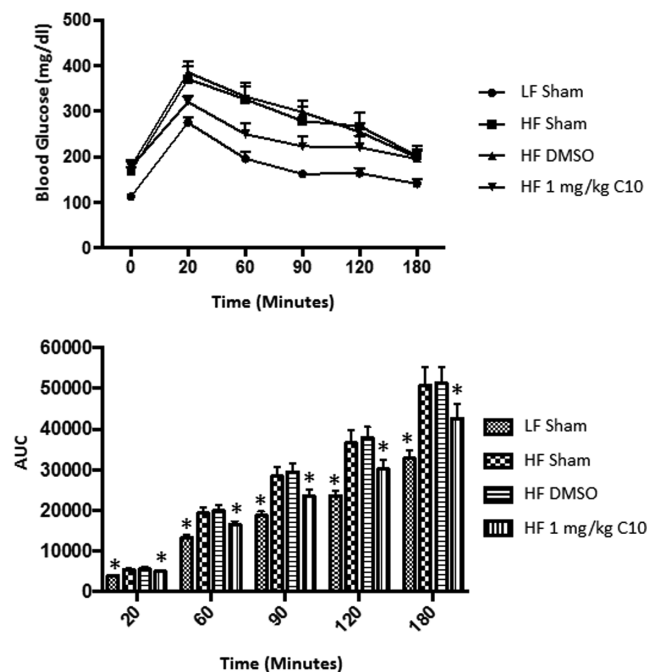 500
400
300
200
100
0
Blood Glucose (mg/dl)
0 20 60 90 120 180
Time (Minutes)
LF Sham
HF Sham
HF DMSO
HF 1 mg/kg C10
60000
50000
40000
30000
20000
10000
0
AUC
* * * * * * * * * *
20 60 90 120 180
Time (Minutes)
LF Sham
HF Sham
HF DMSO
HF 1 mg/kg C10